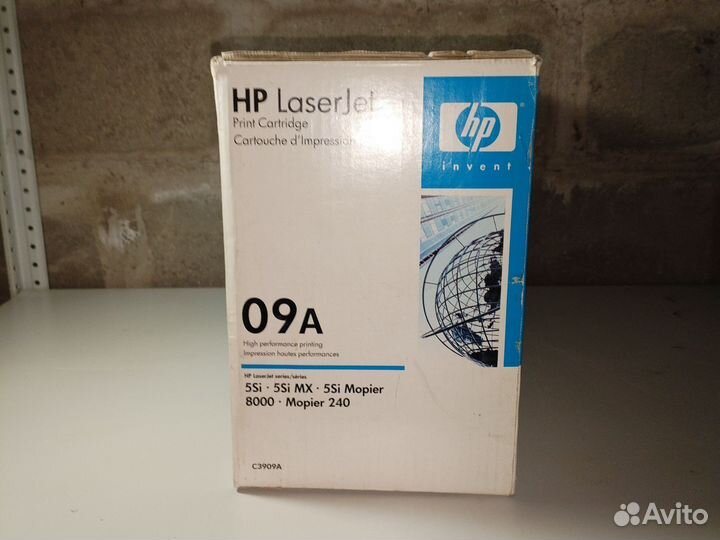 HP LaserJet
Print Cartridge
Cartouche d'Impression
hp
invent
09A
High performance printing
Impression hautes performances
HP LaserJet series/séries
5Si · 5Si MX · 5Si Mopier
8000 · Mopier 240
C3909A
Avito